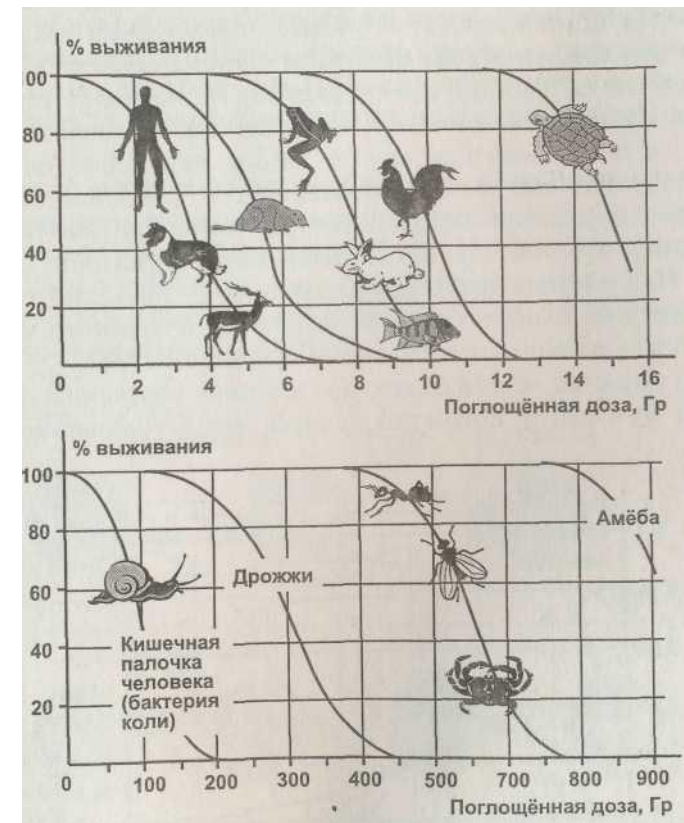 % выживания
00
80
60
40
20
0 2 4 6 8 10 12 14 16
Поглощённая доза, Гр
% выживания
100
80
Амёба
Дрожжи
60
Кишечная
40
палочка
человека
(бактерия
20
коли)
0 100 200 300 400 500 600 700 800 900
Поглощённая доза, Гр